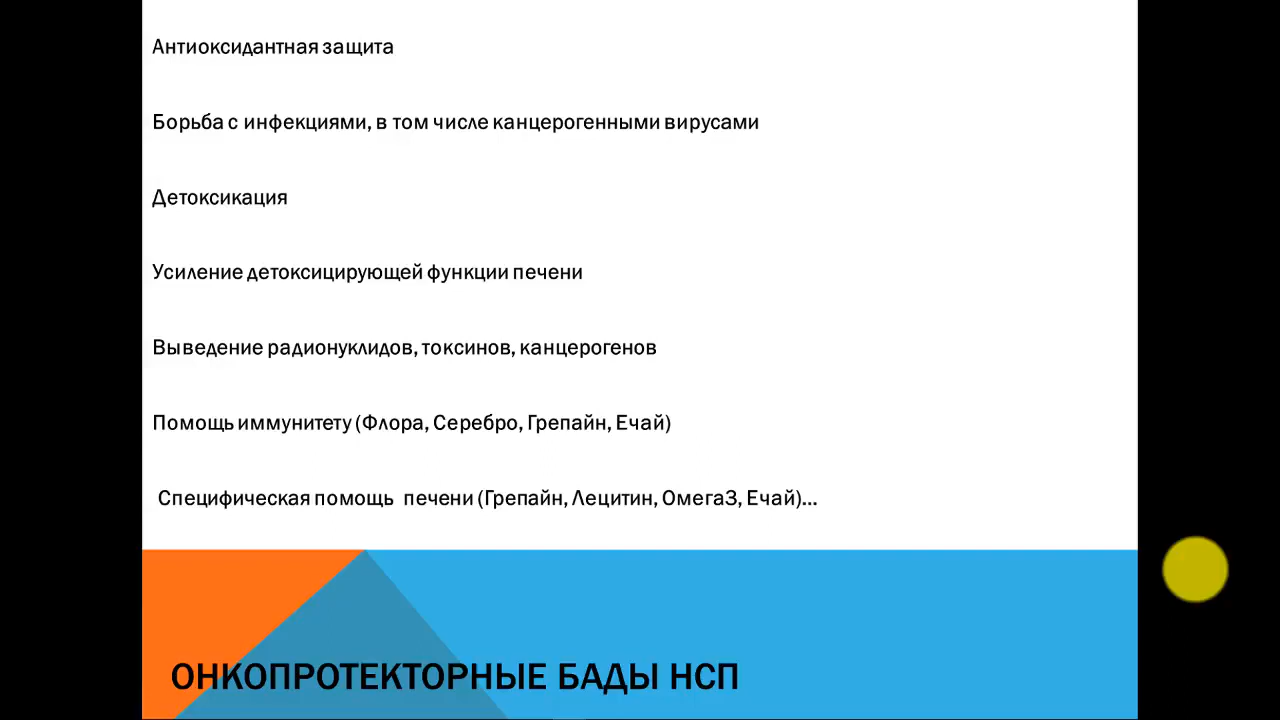 Антиоксидантная защита
Борьба с инфекциями, в том числе канцерогенными вирусами
Детоксикация
Усиление детоксицирующей функции печени
Выведение радионуклидов, токсинов, канцерогенов
Помощь иммунитету (Флора, Серебро, Грепайн, Ечай)
Специфическая помощь печени (Грепайн, Лецитин, Омега3, Ечай)...
ОНКОПРОТЕКТОРНЫЕ БАДЫ НСП